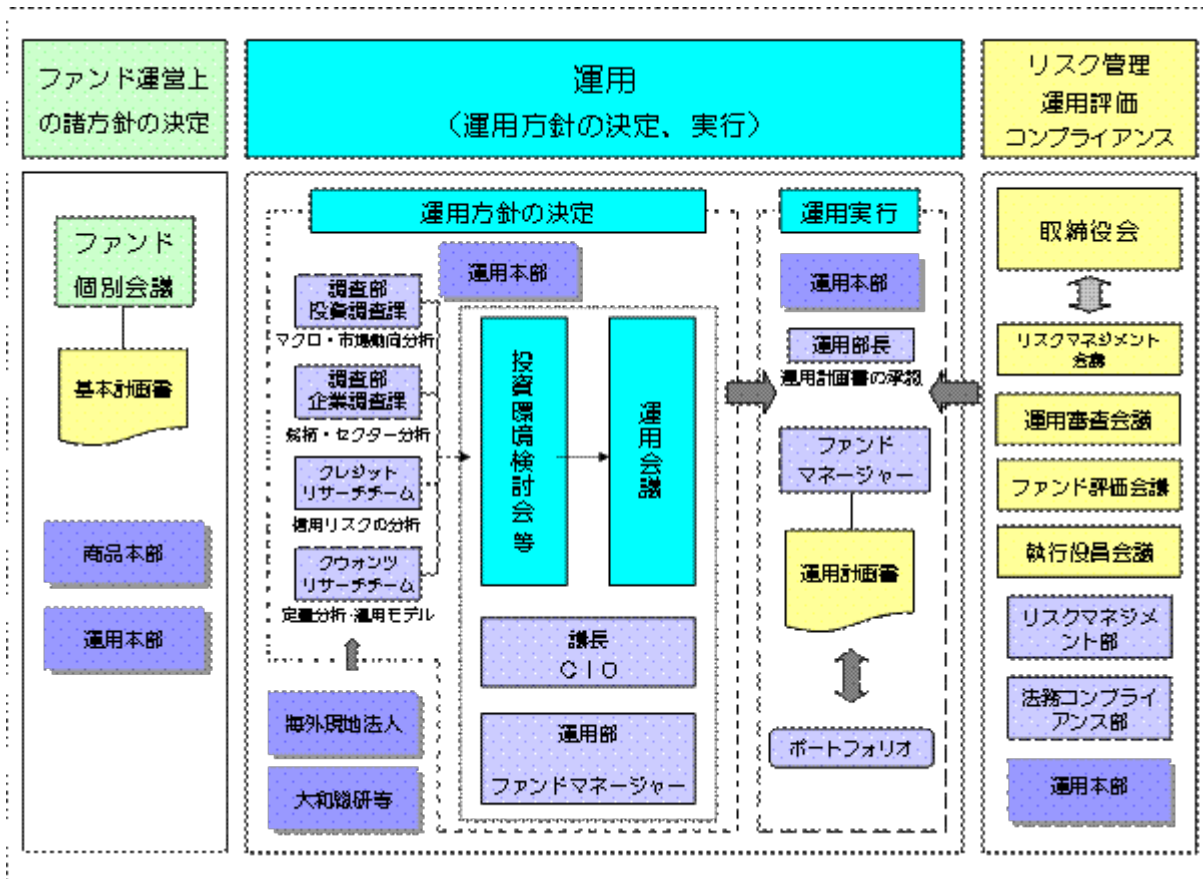 ファンド運営上
の諸方針の決定
運用
（運用方針の決定、実行）
リスク管理
運用評価
コンプライアンス
ファンド
個別会議
基本計画書
商品本部
運用本部
運用方針の決定
運用本部
調査部
投資調査課
マクロ・市場動向分析
調査部
企業調査課
銘柄・セクター分析
クレジット
リサーチチーム
信用リスクの分析
クウォンツ
リサーチチーム
定量分析・運用モデル
海外現地法人
大和総研等
投資環境検討会等
運用会議
議長
ＣＩＯ
運用部
ファンドマネージャー
運用実行
運用本部
運用部長
運用計画書の承認
ファンド
マネージャー
運用計画書
ポートフォリオ
取締役会
リスクマネジメント
会議
運用審査会議
ファンド評価会議
執行役員会議
リスクマネジメ
ント部
法務コンプライ
アンス部
運用本部